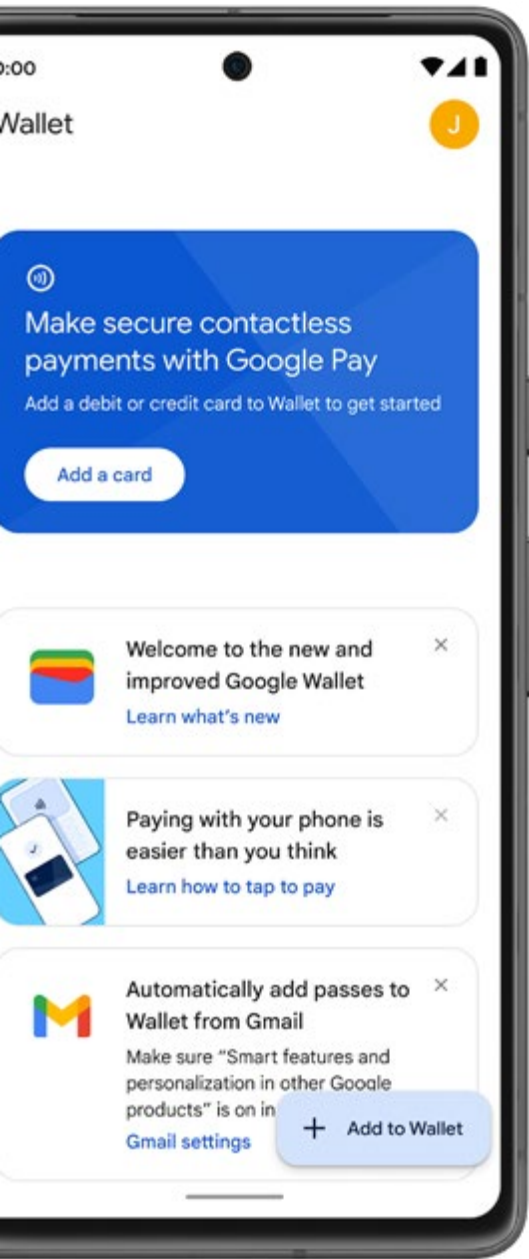 0:00
Wallet
J
Make secure contactless
payments with Google Pay
Add a debit or credit card to Wallet to get started
Add a card
Welcome to the new and
improved Google Wallet
Learn what's new
Paying with your phone is
easier than you think
Learn how to tap to pay
Automatically add passes to
Wallet from Gmail
Make sure “Smart features and
personalization in other Google
products” is on in
Gmail settings
+ Add to Wallet